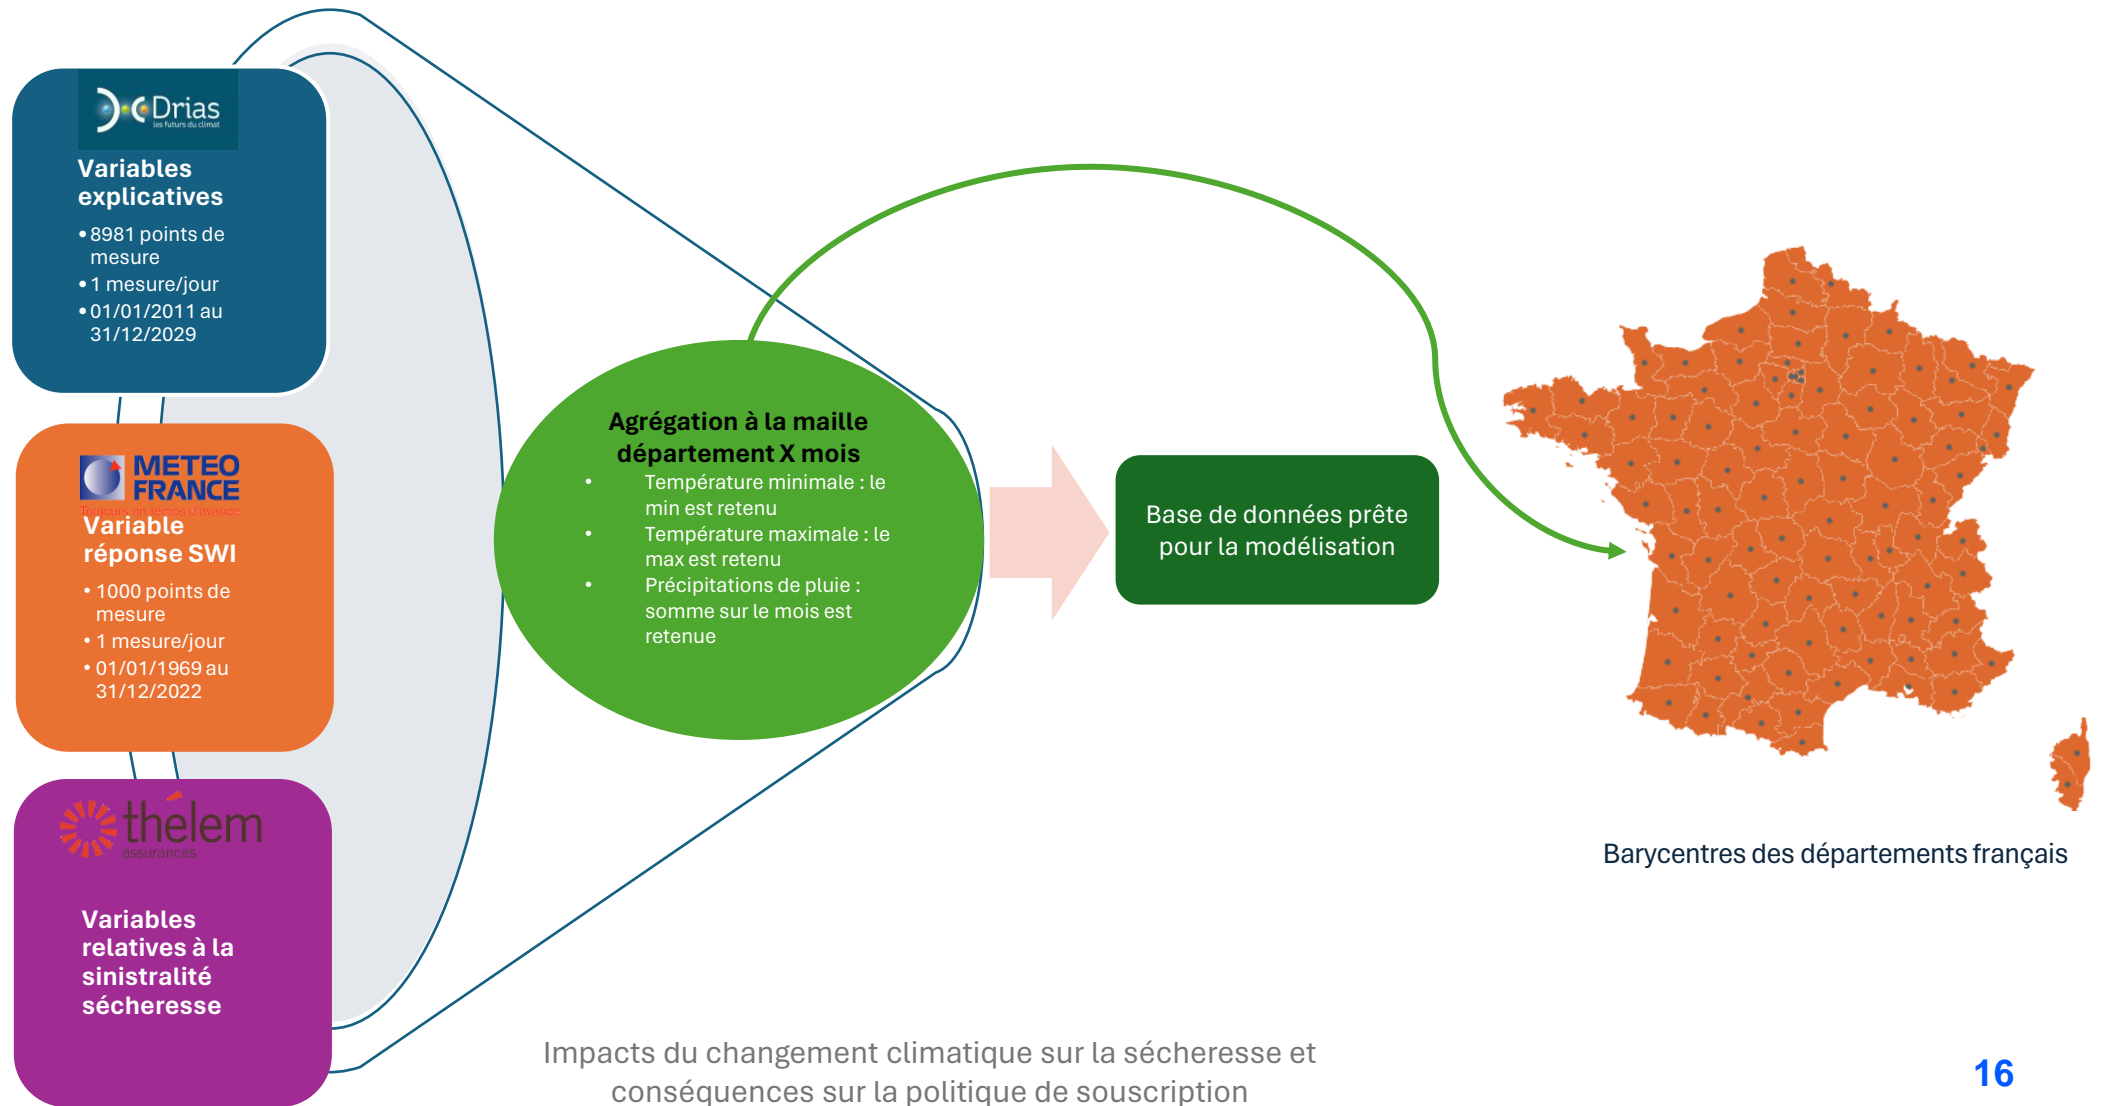 Drias
les futurs du climat
Variables
explicatives
• 8981 points de
mesure
• 1 mesure/jour
• 01/01/2011 au
31/12/2029
METEO
FRANCE
Toujours un temps d'avance
Variable
réponse SWI
• 1000 points de
mesure
• 1 mesure/jour
• 01/01/1969 au
31/12/2022
thélem
assurances
Variables
relatives à la
sinistralité
sécheresse
Agrégation à la maille
département X mois
• Température minimale : le
min est retenu
• Température maximale : le
max est retenu
• Précipitations de pluie :
somme sur le mois est
retenue
Base de données prête
pour la modélisation
Barycentres des départements français
Impacts du changement climatique sur la sécheresse et
conséquences sur la politique de souscription
16